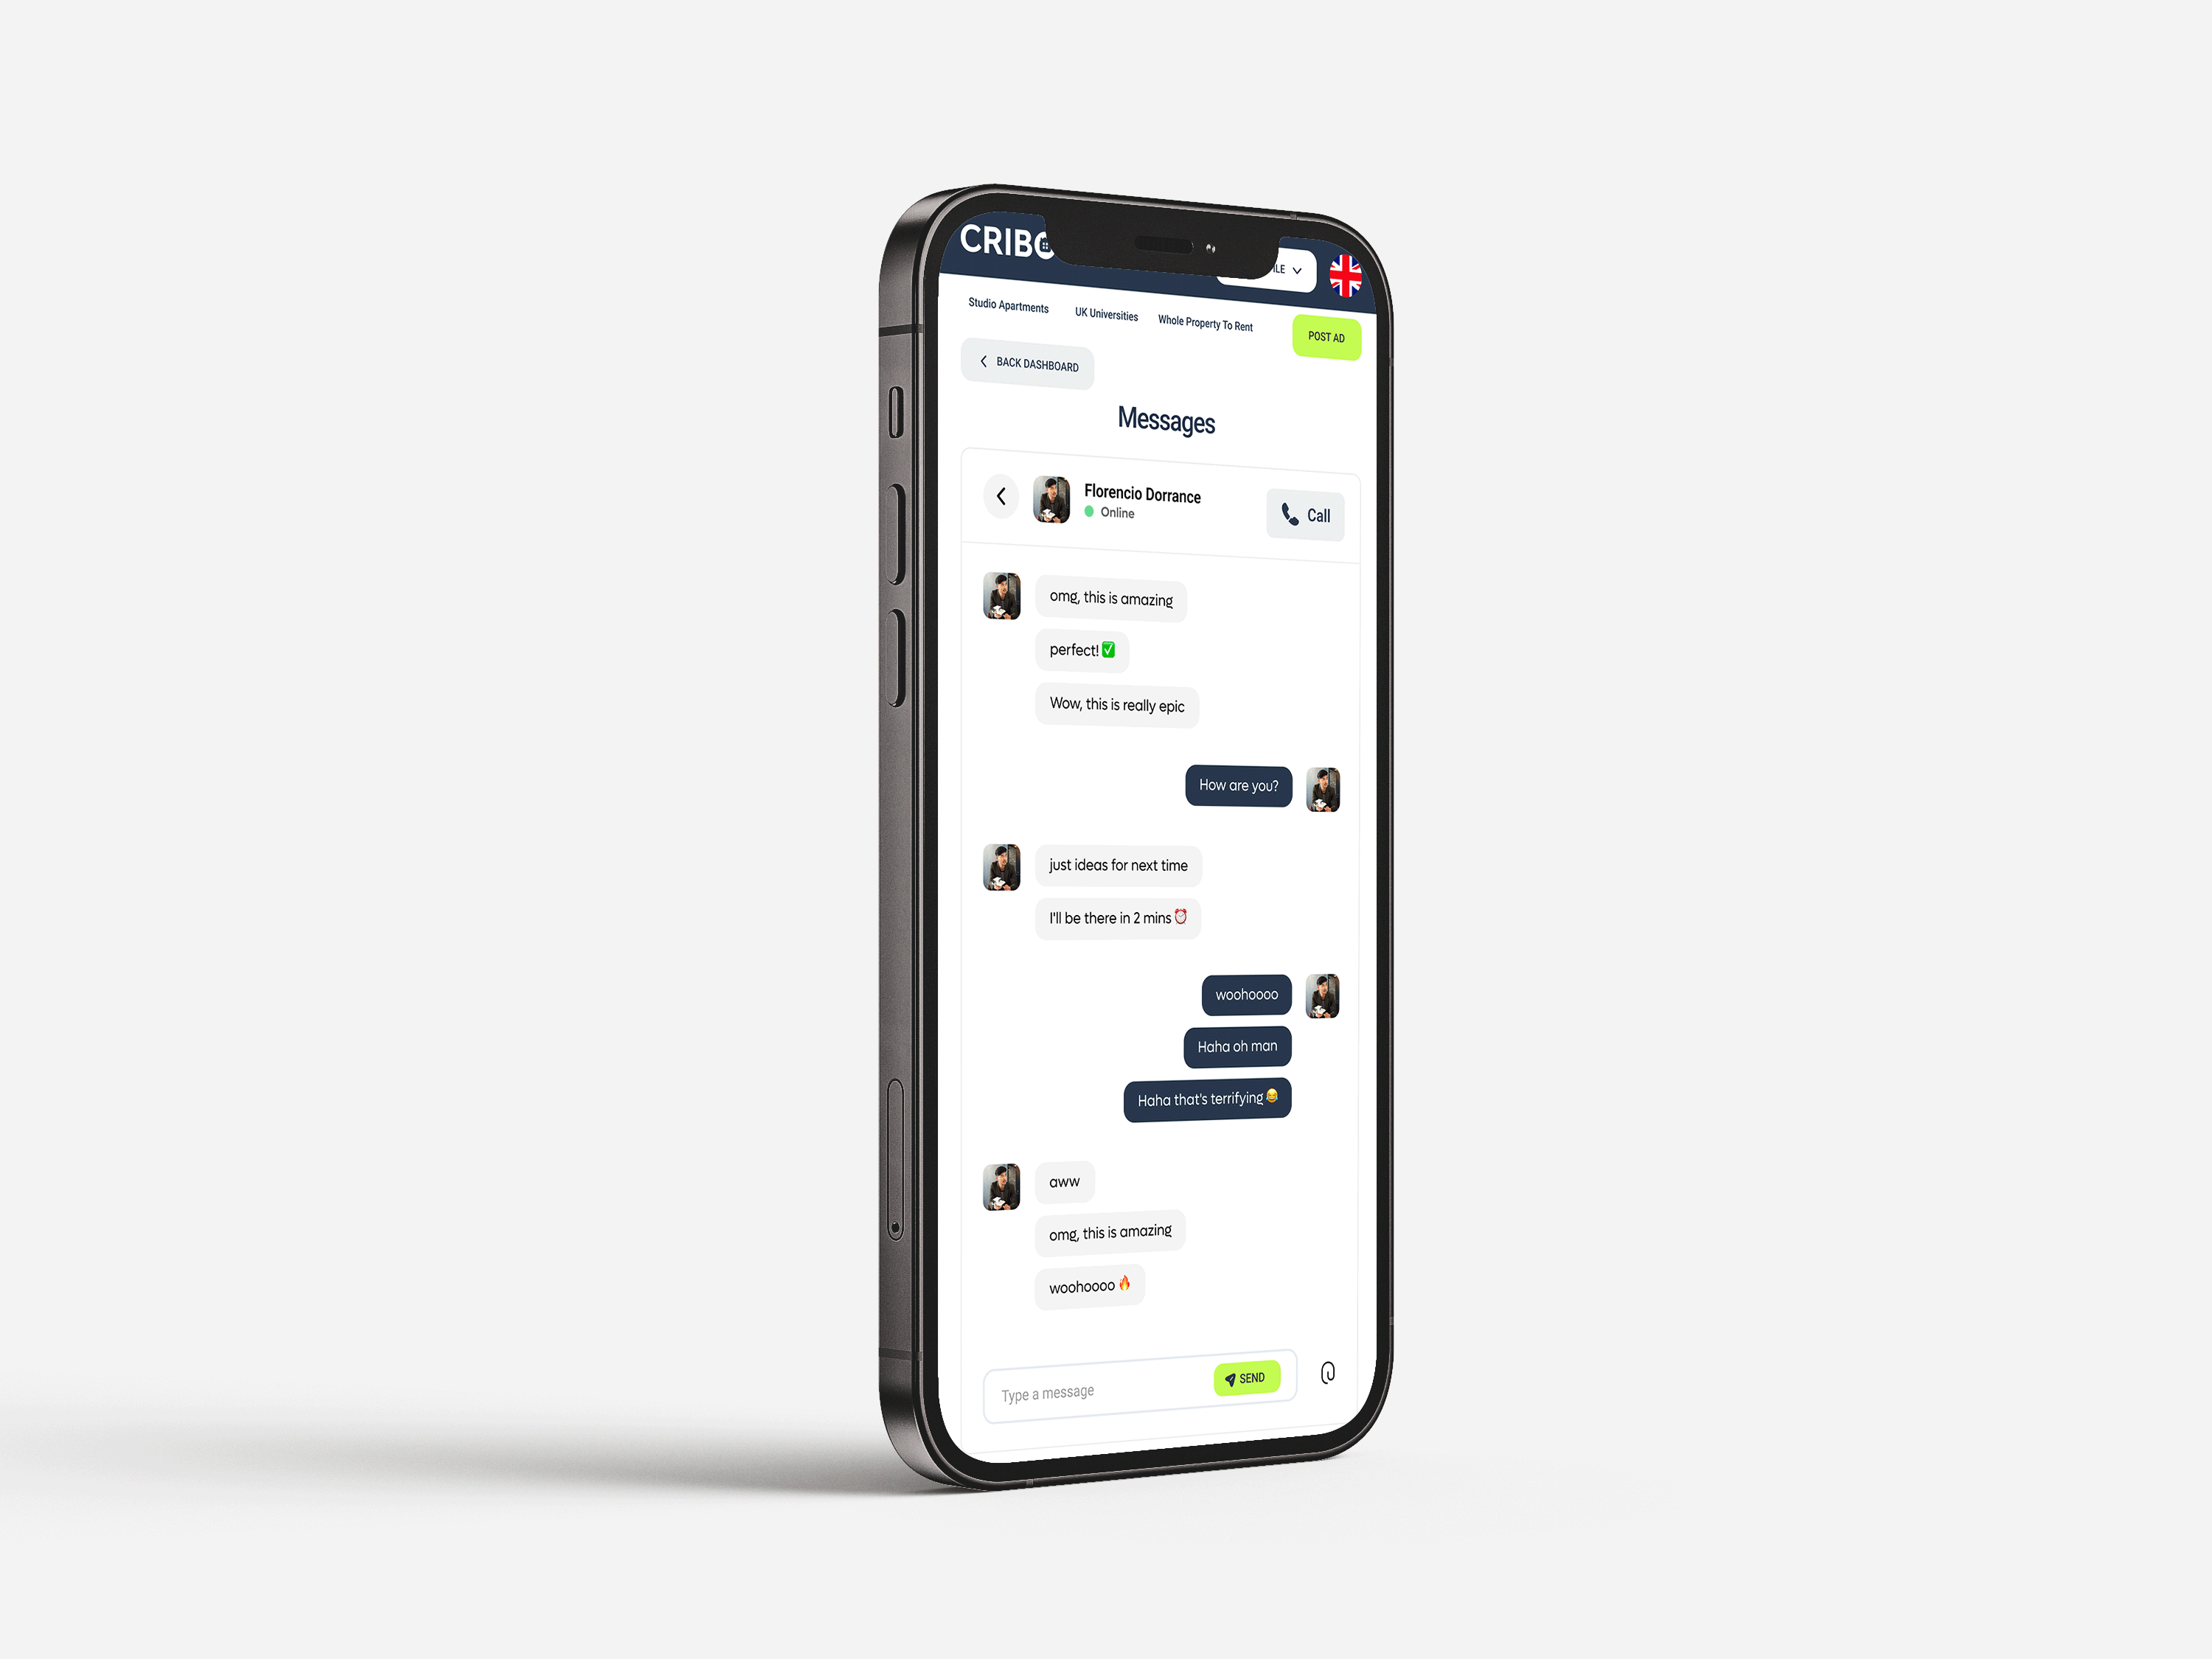 CRIBO
Studio Apartments
UK Universities
Whole Property To Rent
POST AD
BACK DASHBOARD
Messages
Florencio Dorrance
Online
Call
omg, this is amazing
perfect! ✅
Wow, this is really epic
How are you?
just ideas for next time
I'll be there in 2 mins ⏰
woohoooo
Haha oh man
Haha that's terrifying 😂
aww
omg, this is amazing
woohoooo 🔥
Type a message
SEND